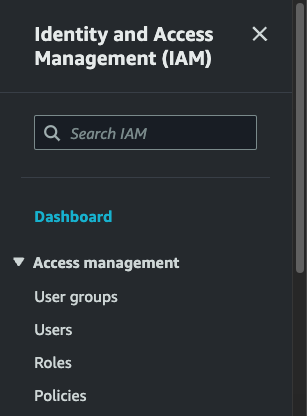 Identity and Access
Management (IAM)
Search IAM
Dashboard
Access management
User groups
Users
Roles
Policies